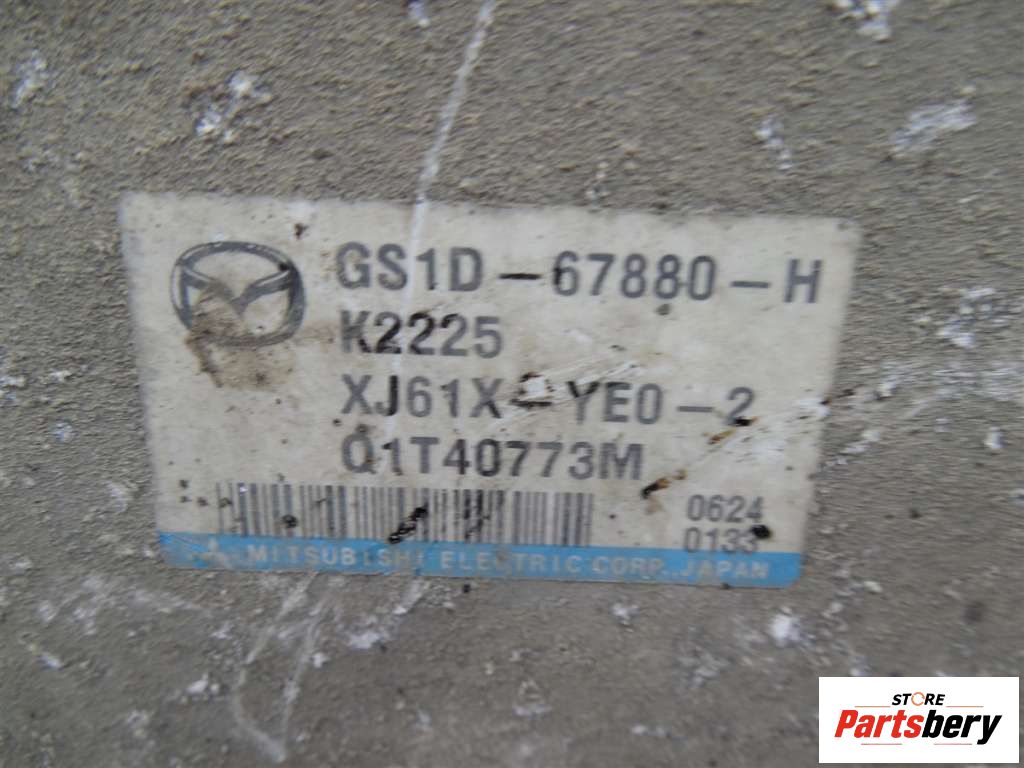 GS1D-67880-H
K2225
XJ61X-YE0-2
Q1T40773M
0624
0133
MITSUBISHI ELECTRIC CORP. JAPAN
STORE
Partsbery